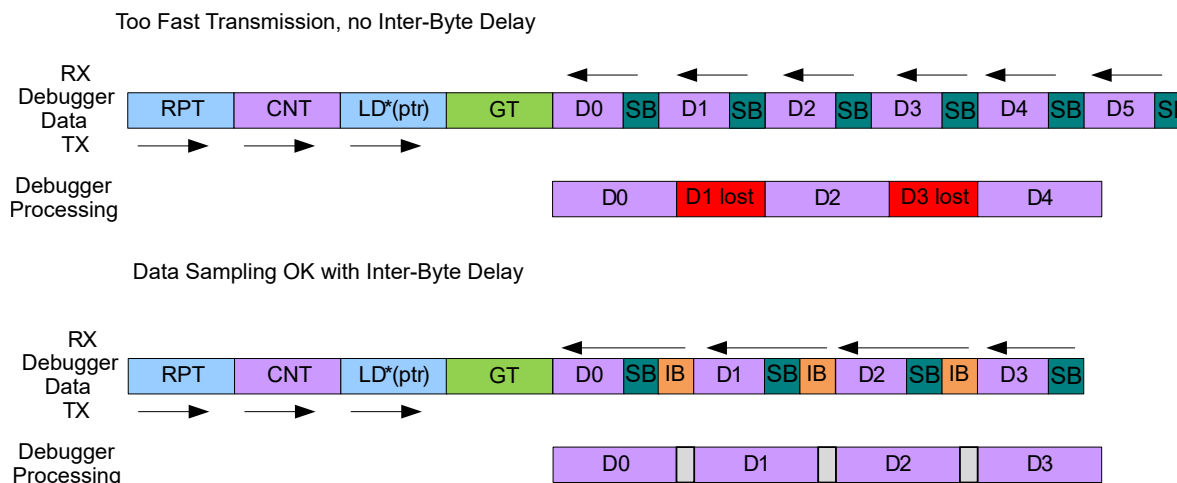 Too Fast Transmission, no Inter-Byte Delay
RX
Debugger
Data
TX
RPT CNT LD*(ptr) GT D0 SB D1 SB D2 SB D3 SB D4 SB D5 SB
Debugger
Processing
D0 D1 lost D2 D3 lost D4
Data Sampling OK with Inter-Byte Delay
RX
Debugger
Data
TX
RPT CNT LD*(ptr) GT D0 SB IB D1 SB IB D2 SB IB D3 SB
Debugger
Processing
D0 D1 D2 D3